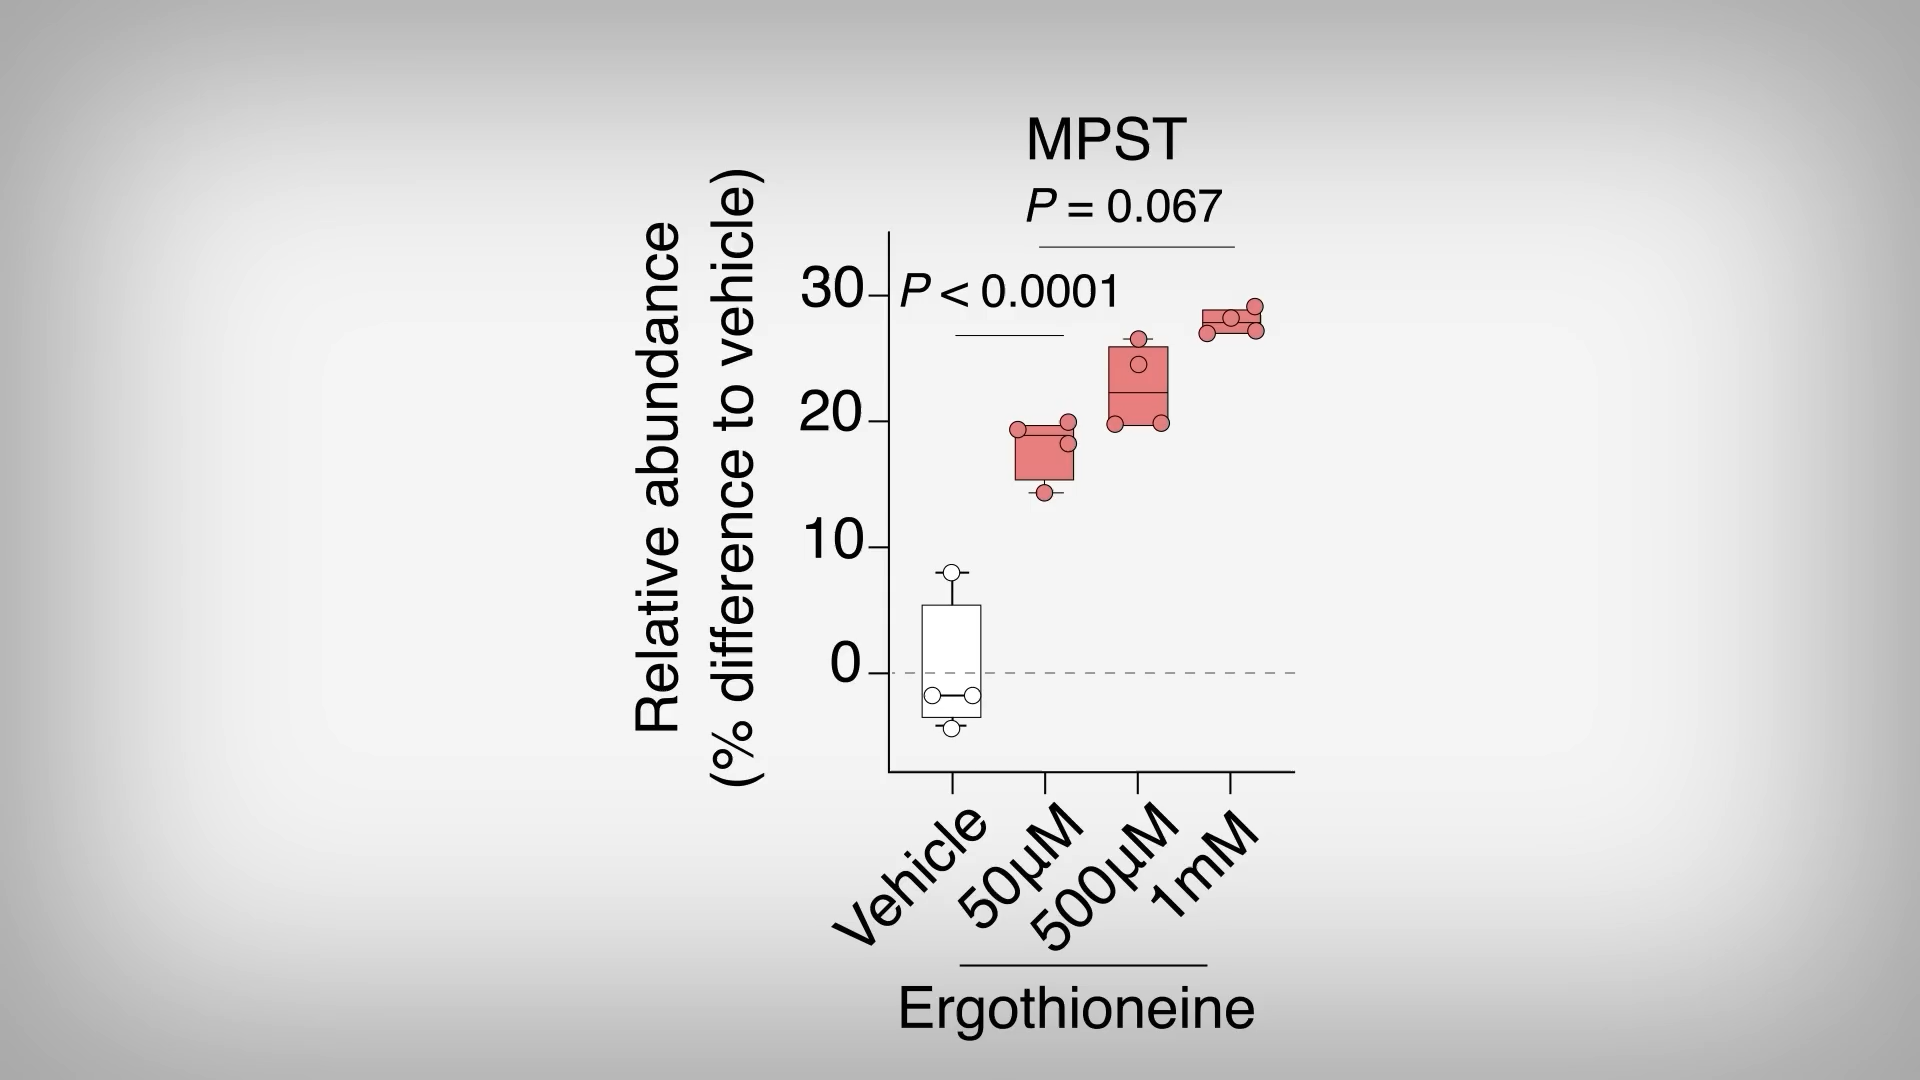 MPST
P = 0.067
P < 0.0001
Relative abundance
(% difference to vehicle)
30
20
10
0
Vehicle
50µM
500µM
1mM
Ergothioneine